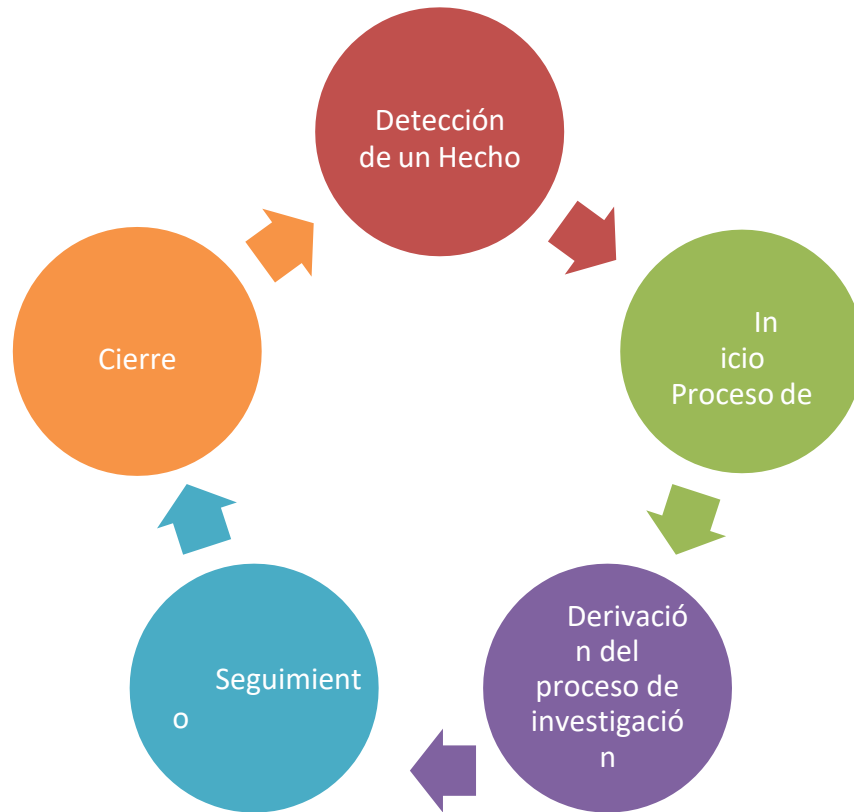 Detección
de un Hecho
In
icio
Proceso de
Derivació
n del
proceso de
investigació
n
Seguimient
o
Cierre